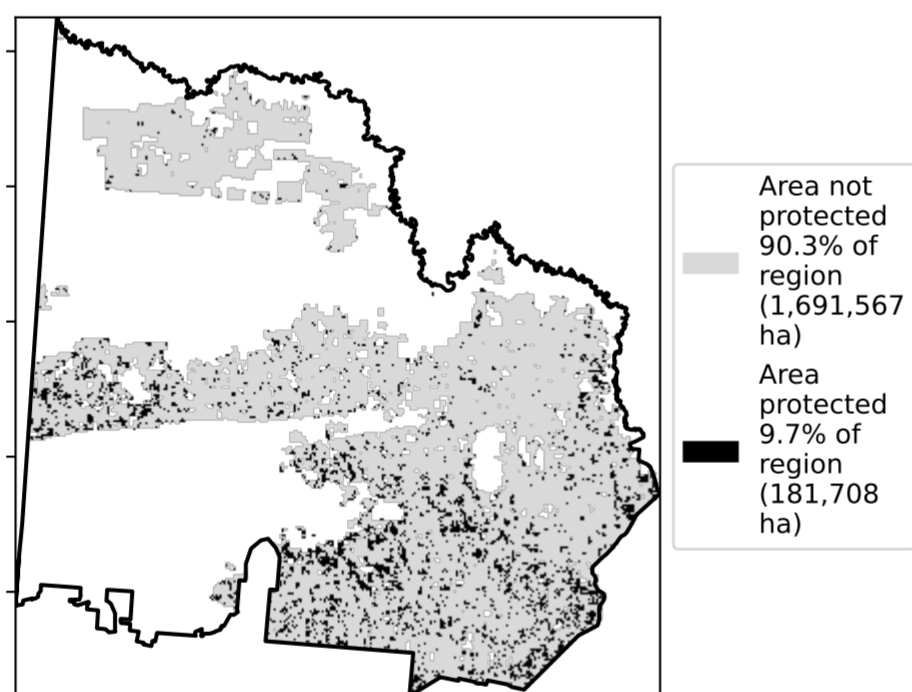 Area not
protected
90.3% of
region
(1,691,567
ha)
Area
protected
9.7% of
region
(181,708
ha)